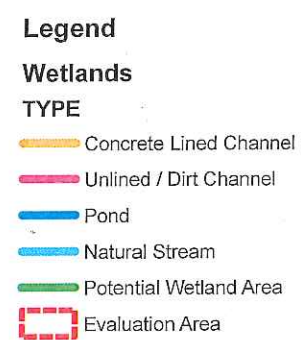 Legend
Wetlands
TYPE
Concrete Lined Channel
Unlined / Dirt Channel
Pond
Natural Stream
Potential Wetland Area
Evaluation Area